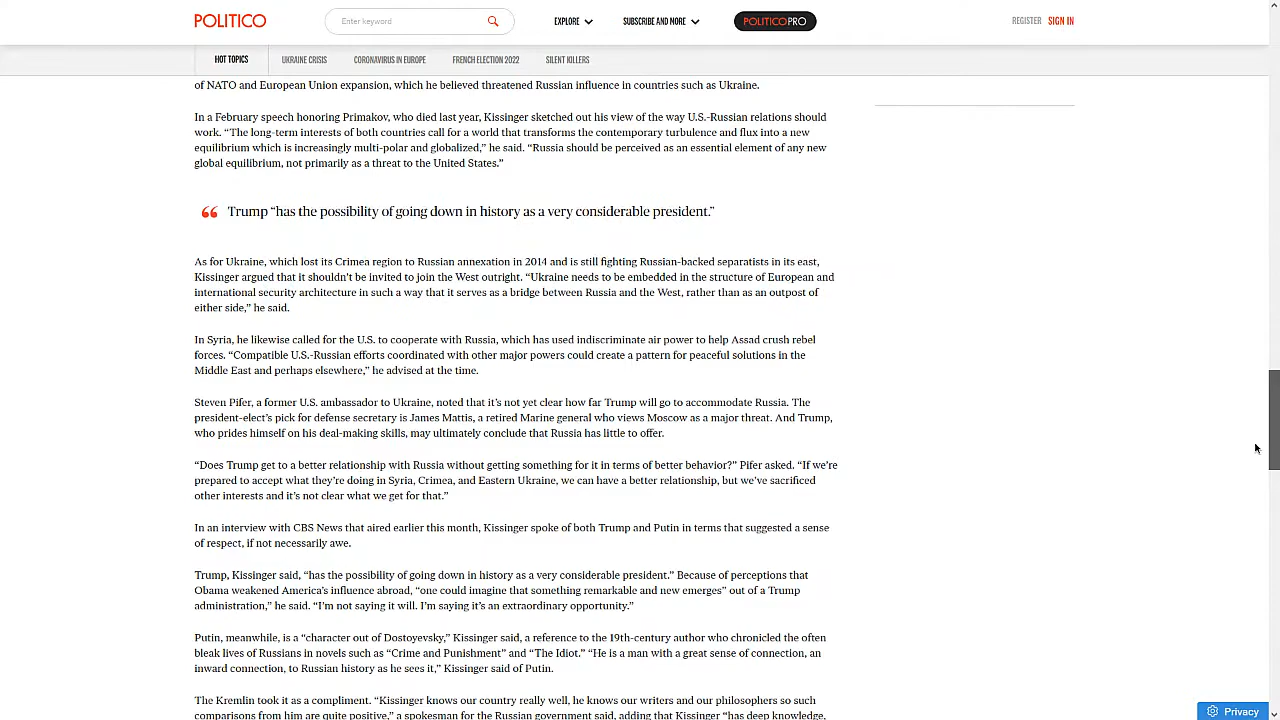 POLITICO
Enter keyword
EXPLORE
SUBSCRIBE AND MORE
POLITICOPRO
REGISTER
SIGN IN
HOT TOPICS
UKRAINE CRISIS
CORONAVIRUS IN EUROPE
FRENCH ELECTION 2022
SILENT KILLERS
of NATO and European Union expansion, which he believed threatened Russian influence in countries such as Ukraine.
In a February speech honoring Primakov, who died last year, Kissinger sketched out his view of the way U.S.-Russian relations should
work. “The long-term interests of both countries call for a world that transforms the contemporary turbulence and flux into a new
equilibrium which is increasingly multi-polar and globalized,” he said. “Russia should be perceived as an essential element of any new
global equilibrium, not primarily as a threat to the United States.”
“ Trump “has the possibility of going down in history as a very considerable president.”
As for Ukraine, which lost its Crimea region to Russian annexation in 2014 and is still fighting Russian-backed separatists in its east,
Kissinger argued that it shouldn’t be invited to join the West outright. “Ukraine needs to be embedded in the structure of European and
international security architecture in such a way that it serves as a bridge between Russia and the West, rather than as an outpost of
either side,” he said.
In Syria, he likewise called for the U.S. to cooperate with Russia, which has used indiscriminate air power to help Assad crush rebel
forces. “Compatible U.S.-Russian efforts coordinated with other major powers could create a pattern for peaceful solutions in the
Middle East and perhaps elsewhere,” he advised at the time.
Steven Pifer, a former U.S. ambassador to Ukraine, noted that it’s not yet clear how far Trump will go to accommodate Russia. The
president-elect’s pick for defense secretary is James Mattis, a retired Marine general who views Moscow as a major threat. And Trump,
who prides himself on his deal-making skills, may ultimately conclude that Russia has little to offer.
“Does Trump get to a better relationship with Russia without getting something for it in terms of better behavior?” Pifer asked. “If we’re
prepared to accept what they’re doing in Syria, Crimea, and Eastern Ukraine, we can have a better relationship, but we’ve sacrificed
other interests and it’s not clear what we get for that.”
In an interview with CBS News that aired earlier this month, Kissinger spoke of both Trump and Putin in terms that suggested a sense
of respect, if not necessarily awe.
Trump, Kissinger said, “has the possibility of going down in history as a very considerable president.” Because of perceptions that
Obama weakened America’s influence abroad, “one could imagine that something remarkable and new emerges” out of a Trump
administration,” he said. “I’m not saying it will. I’m saying it’s an extraordinary opportunity.”
Putin, meanwhile, is a “character out of Dostoyevsky,” Kissinger said, a reference to the 19th-century author who chronicled the often
bleak lives of Russians in novels such as “Crime and Punishment” and “The Idiot.” “He is a man with a great sense of connection, an
inward connection, to Russian history as he sees it,” Kissinger said of Putin.
The Kremlin took it as a compliment. “Kissinger knows our country really well, he knows our writers and our philosophers so such
comparisons from him are quite positive,” a spokesman for the Russian government said, adding that Kissinger “has deep knowledge,
Privacy